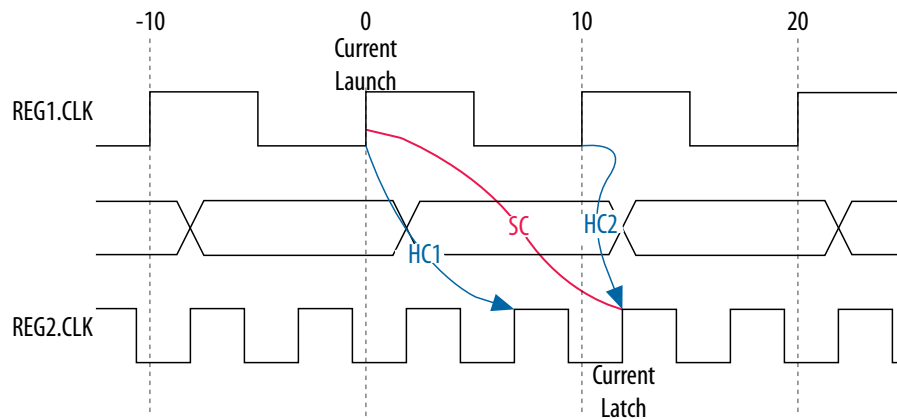 -10 0 10 20
Current
Launch
REG1.CLK
SC
HC2
HC1
REG2.CLK
Current
Latch